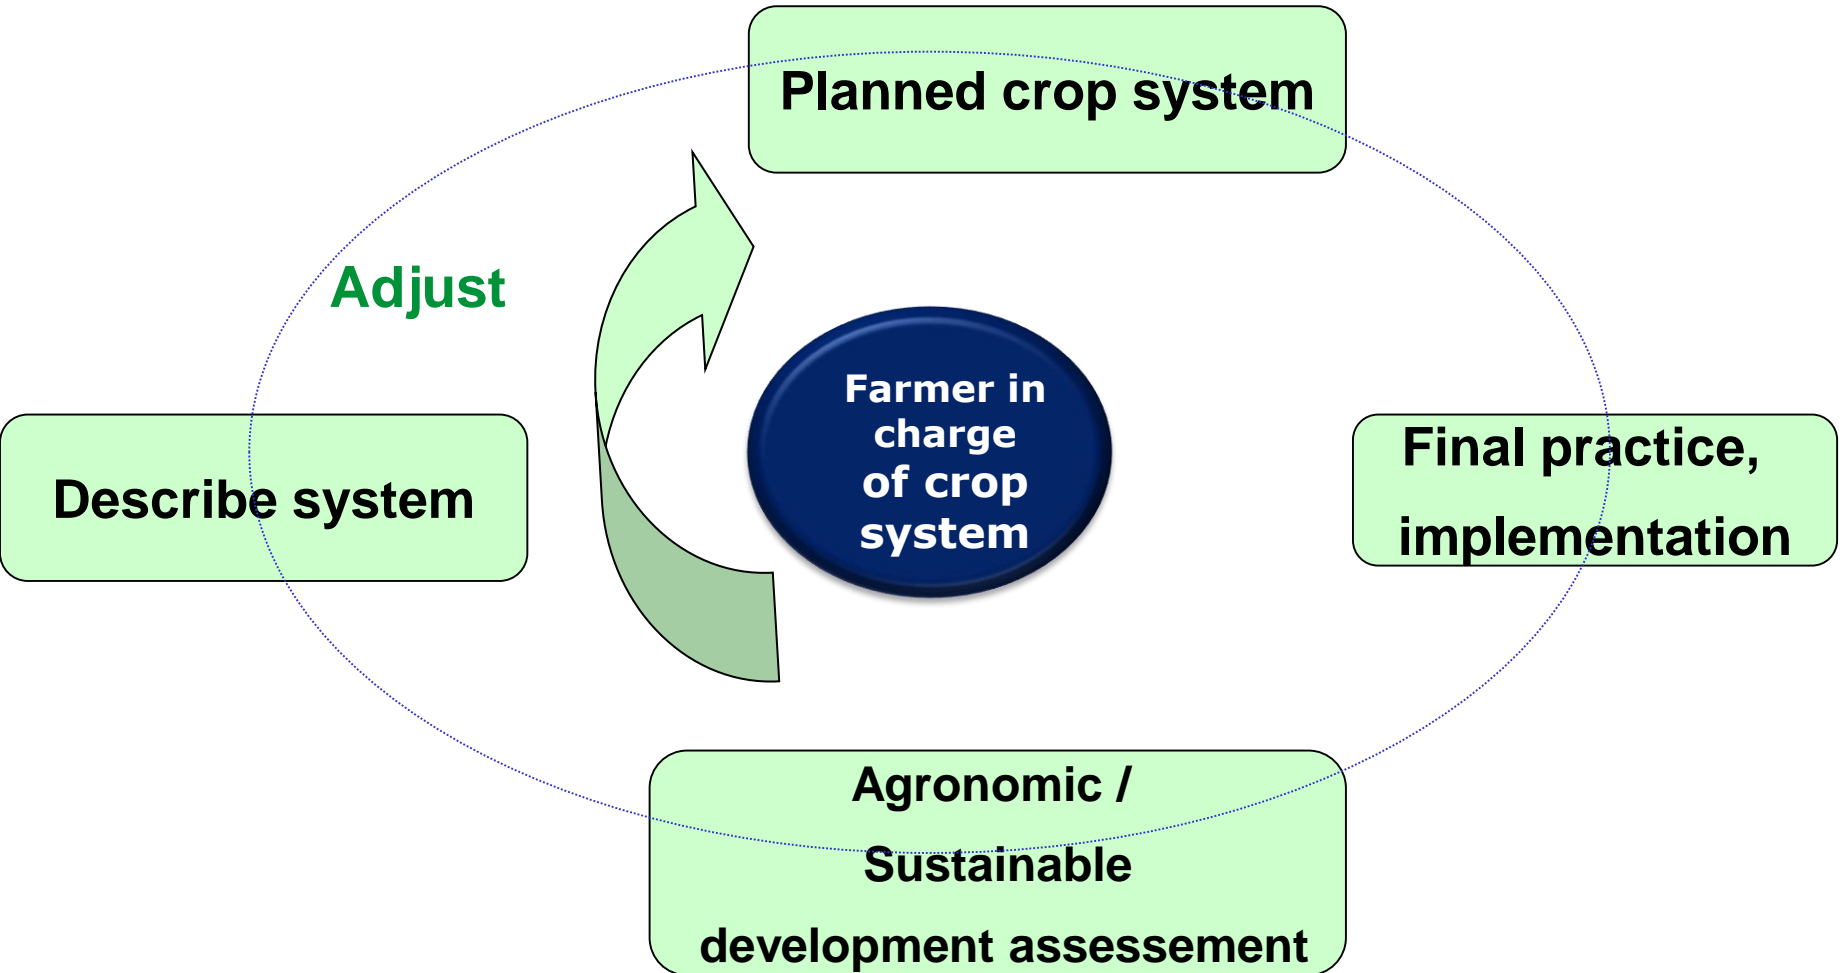 Planned crop system
Adjust
Farmer in
charge
of crop
system
Describe system
Final practice,
implementation
Agronomic /
Sustainable
development assessement